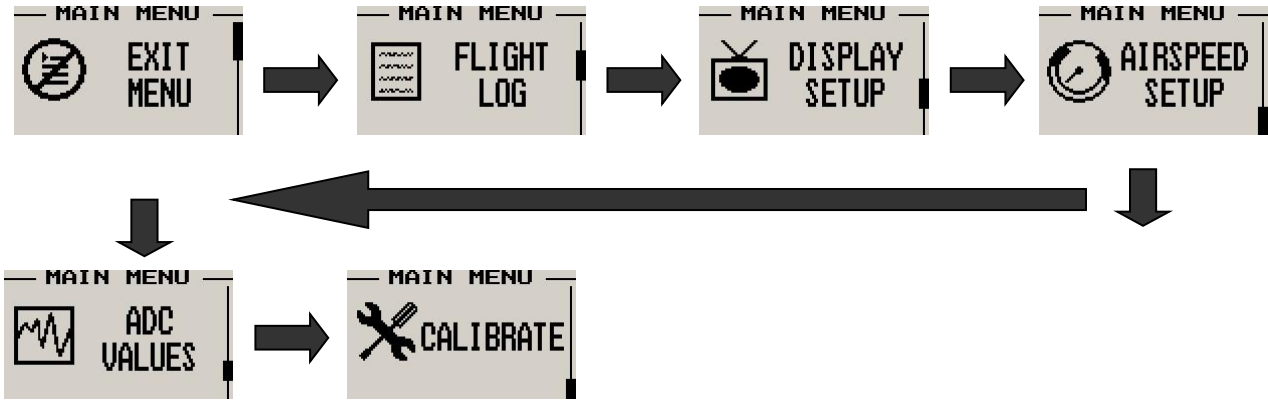 MAIN MENU
EXIT
MENU
MAIN MENU
FLIGHT
LOG
MAIN MENU
DISPLAY
SETUP
MAIN MENU
AIRSPEED
SETUP
MAIN MENU
ADC
VALUES
MAIN MENU
CALIBRATE